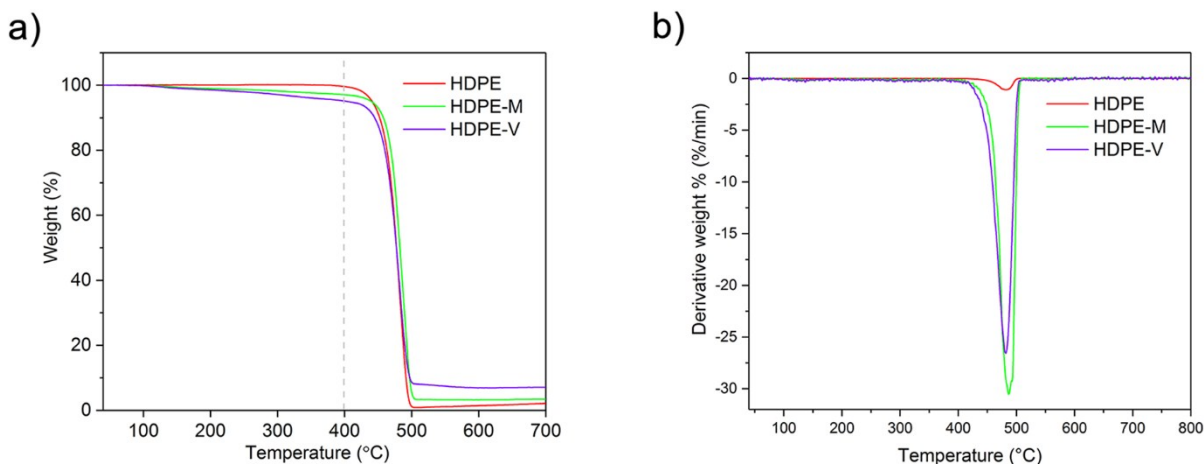 a)
100
80
60
40
20
0
Weight (%)
HDPE
HDPE-M
HDPE-V
100 200 300 400 500 600 700
Temperature (°C)
b)
0
-5
-10
-15
-20
-25
-30
Derivative weight % (%/min)
HDPE
HDPE-M
HDPE-V
100 200 300 400 500 600 700 800
Temperature (°C)